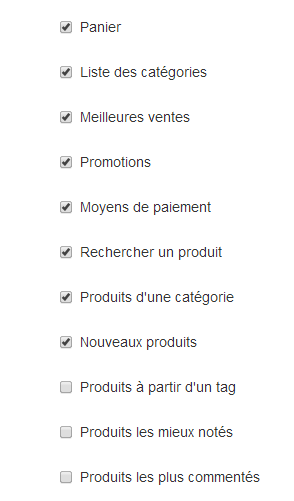 Panier
Liste des catégories
Meilleures ventes
Promotions
Moyens de paiement
Rechercher un produit
Produits d'une catégorie
Nouveaux produits
Produits à partir d'un tag
Produits les mieux notés
Produits les plus commentés